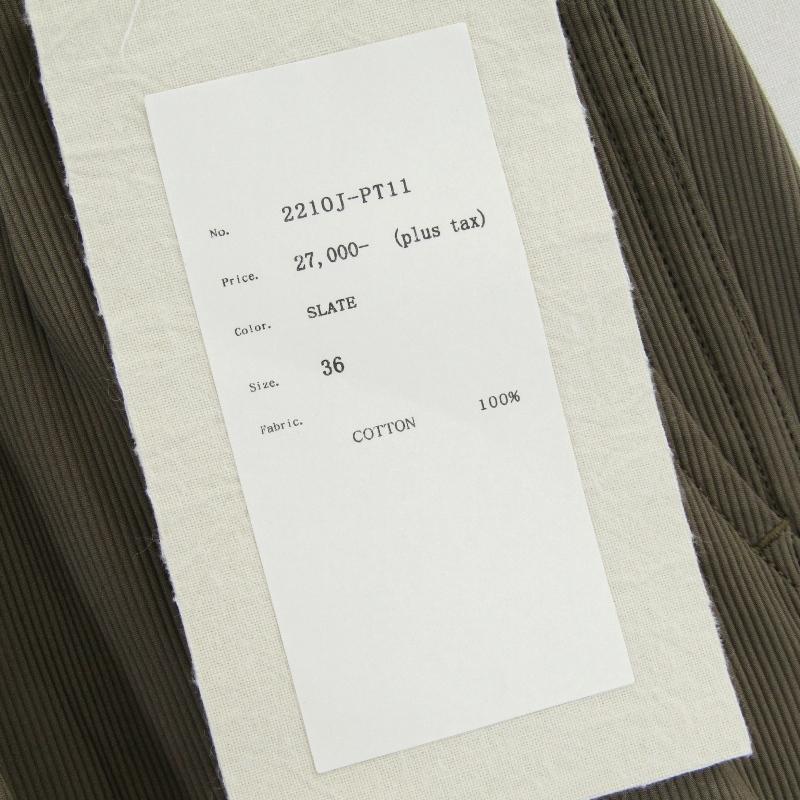 No. 2210J-PT11
Price. 27,000- (plus tax)
Color. SLATE
Size. 36
Fabric.
COTTON 100%